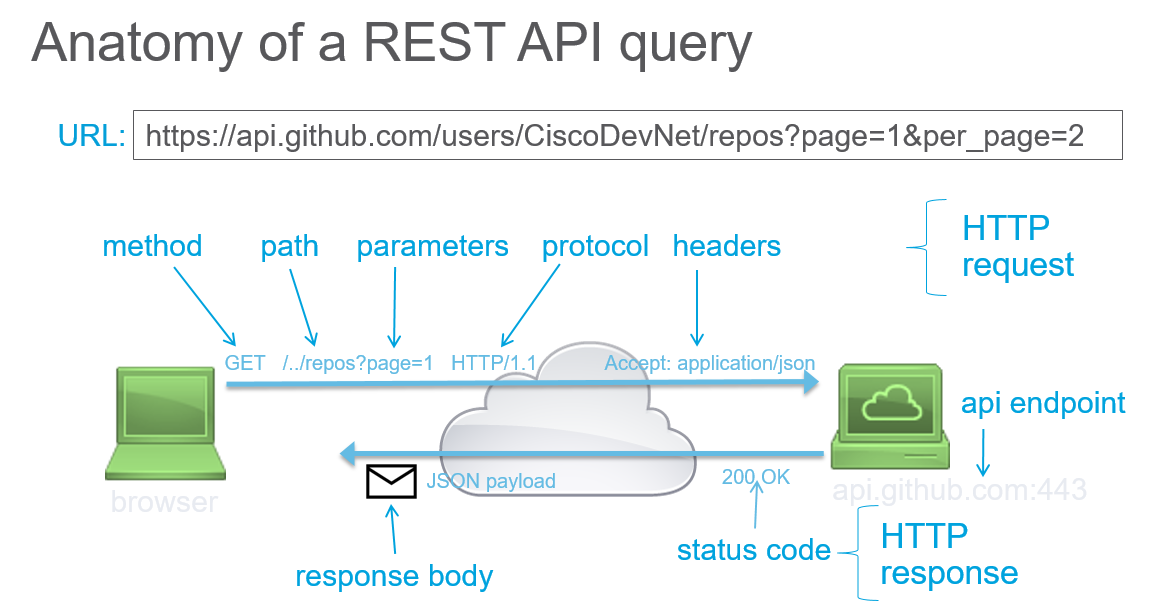 Anatomy of a REST API query
URL: https://api.github.com/users/CiscoDevNet/repos?page=1&per_page=2
method path parameters protocol headers
HTTP
request
GET /../repos?page=1 HTTP/1.1 Accept: application/json
api endpoint
browser
JSON payload
200 OK
api.github.com:443
response body
status code
HTTP
response